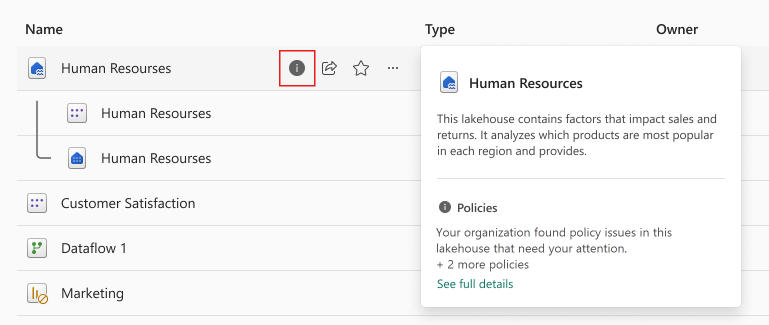 Name Type Owner
Human Resourses
Human Resourses
Human Resourses
Customer Satisfaction
Dataflow 1
Marketing
Human Resources
This lakehouse contains factors that impact sales and
returns. It analyzes which products are most popular
in each region and provides.
Policies
Your organization found policy issues in this
lakehouse that need your attention.
+ 2 more policies
See full details